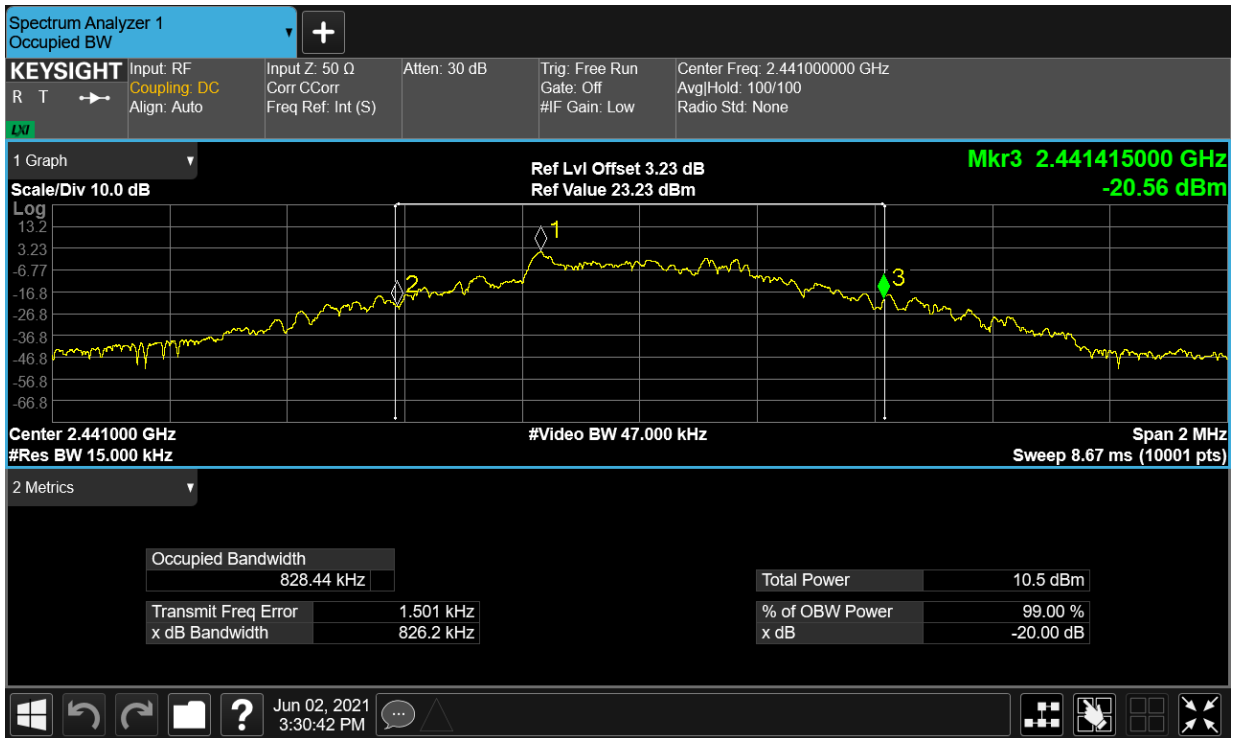 Spectrum Analyzer 1
Occupied BW
KEYSIGHT
R T
LXI
Input: RF
Coupling: DC
Align: Auto
Input Z: 50 Ω
Corr CCorr
Freq Ref: Int (S)
Atten: 30 dB
Trig: Free Run
Gate: Off
#IF Gain: Low
Center Freq: 2.441000000 GHz
Avg|Hold: 100/100
Radio Std: None
1 Graph
Scale/Div 10.0 dB
Ref Lvl Offset 3.23 dB
Ref Value 23.23 dBm
Mkr3 2.441415000 GHz
-20.56 dBm
Log
13.2
3.23
-6.77
-16.8
-26.8
-36.8
-46.8
-56.8
-66.8
1
2
3
Center 2.441000 GHz
#Res BW 15.000 kHz
#Video BW 47.000 kHz
Span 2 MHz
Sweep 8.67 ms (10001 pts)
2 Metrics
Occupied Bandwidth
828.44 kHz
Transmit Freq Error 1.501 kHz
x dB Bandwidth 826.2 kHz
Total Power 10.5 dBm
% of OBW Power 99.00 %
x dB -20.00 dB
?
Jun 02, 2021
3:30:42 PM